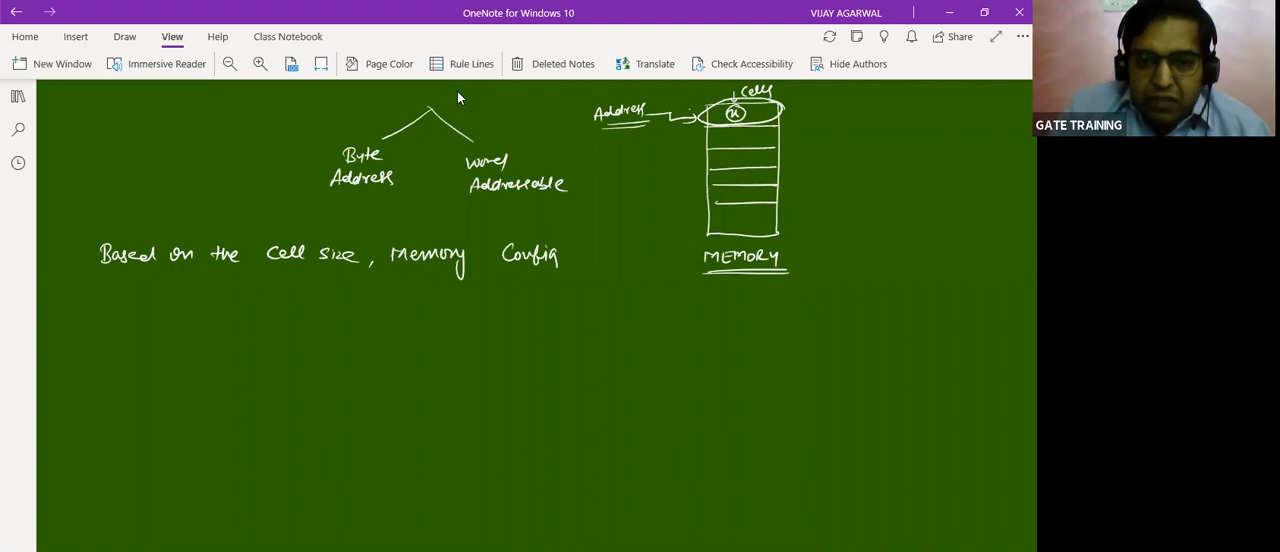 OneNote for Windows 10
VIJAY AGARWAL
Home Insert Draw View Help Class Notebook
Share
New Window Immersive Reader Page Color Rule Lines Deleted Notes Translate Check Accessibility Hide Authors
GATE TRAINING
Cells
Address
Byte
Address
Word
Addressable
Based on the Cell size, Memory Config
MEMORY